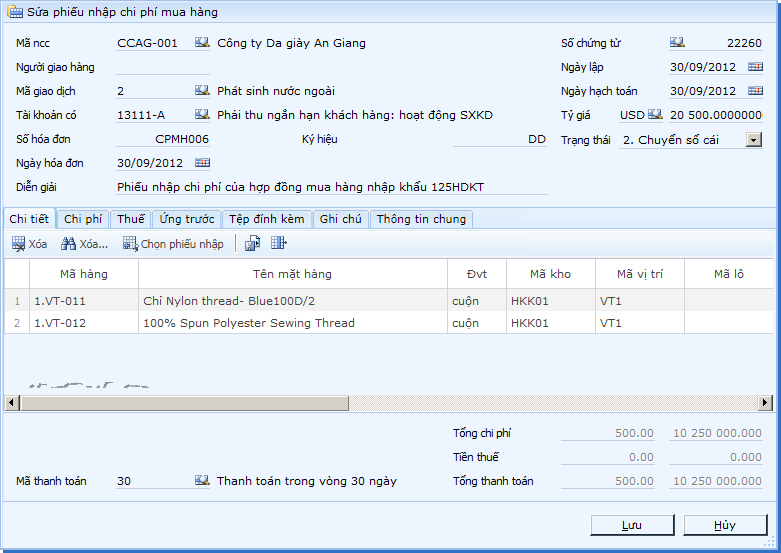 Sửa phiếu nhập chi phí mua hàng
Mã ncc CCAG-001 Công ty Da giày An Giang Số chứng từ 22260
Người giao hàng Ngày lập 30/09/2012
Mã giao dịch 2 Phát sinh nước ngoài Ngày hạch toán 30/09/2012
Tài khoản có 13111-A Phải thu ngắn hạn khách hàng: hoạt động SXKD Tỷ giá USD 20 500.0000000
Số hóa đơn CPMH006 Ký hiệu DD Trạng thái 2. Chuyển sổ cái
Ngày hóa đơn 30/09/2012
Diễn giải Phiếu nhập chi phí của hợp đồng mua hàng nhập khẩu 125HDKT
Chi tiết Chi phí Thuế Ứng trước Tệp đính kèm Ghi chú Thông tin chung
Xóa Xóa... Chọn phiếu nhập
Mã hàng Tên mặt hàng Đvt Mã kho Mã vị trí Mã lô
1 1.VT-011 Chỉ Nylon thread- Blue100D/2 cuộn HKK01 VT1
2 1.VT-012 100% Spun Polyester Sewing Thread cuộn HKK01 VT1
Tổng chi phí 500.00 10 250 000.000
Tiền thuế 0.00 0.000
Mã thanh toán 30 Thanh toán trong vòng 30 ngày Tổng thanh toán 500.00 10 250 000.000
Lưu Hủy